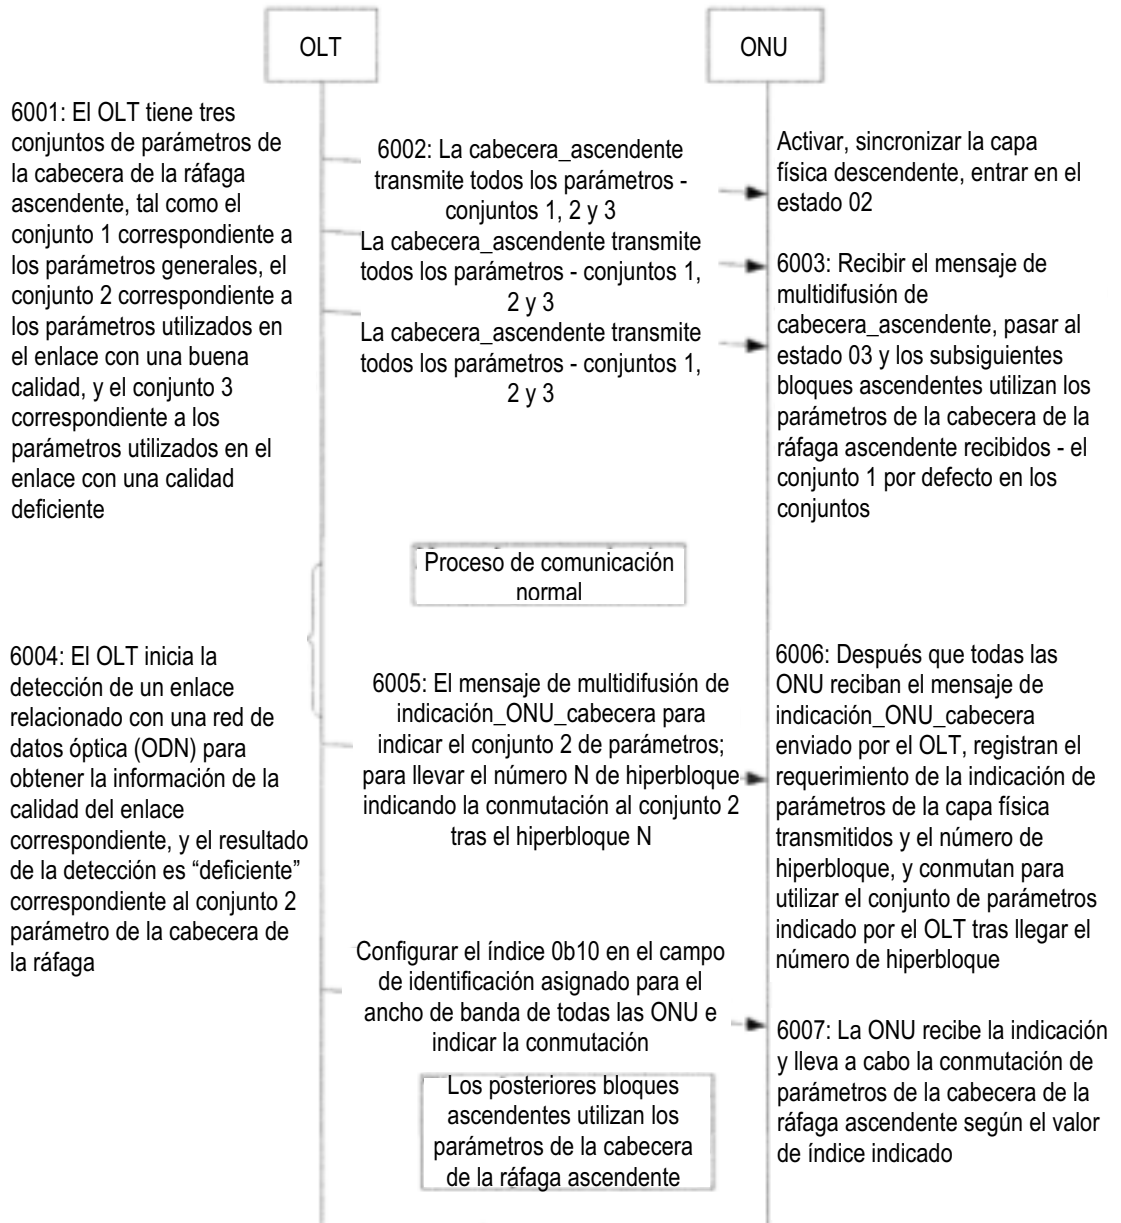 OLT
ONU
6001: El OLT tiene tres
conjuntos de parámetros de
la cabecera de la ráfaga
ascendente, tal como el
conjunto 1 correspondiente a
los parámetros generales, el
conjunto 2 correspondiente a
los parámetros utilizados en
el enlace con una buena
calidad, y el conjunto 3
correspondiente a los
parámetros utilizados en el
enlace con una calidad
deficiente
6002: La cabecera_ascendente
transmite todos los parámetros -
conjuntos 1, 2 y 3
La cabecera_ascendente transmite
todos los parámetros - conjuntos 1,
2 y 3
La cabecera_ascendente transmite
todos los parámetros - conjuntos 1,
2 y 3
Activar, sincronizar la capa
física descendente, entrar en el
estado 02
6003: Recibir el mensaje de
multidifusión de
cabecera_ascendente, pasar al
estado 03 y los subsiguientes
bloques ascendentes utilizan los
parámetros de la cabecera de la
ráfaga ascendente recibidos - el
conjunto 1 por defecto en los
conjuntos
Proceso de comunicación
normal
6004: El OLT inicia la
detección de un enlace
relacionado con una red de
datos óptica (ODN) para
obtener la información de la
calidad del enlace
correspondiente, y el resultado
de la detección es “deficiente”
correspondiente al conjunto 2
parámetro de la cabecera de
la ráfaga
6005: El mensaje de multidifusión de
indicación_ONU_cabecera para
indicar el conjunto 2 de parámetros;
para llevar el número N de hiperbloque
indicando la conmutación al conjunto 2
tras el hiperbloque N
6006: Después que todas las
ONU reciban el mensaje de
indicación_ONU_cabecera
enviado por el OLT, registran el
requerimiento de la indicación de
parámetros de la capa física
transmitidos y el número de
hiperbloque, y conmutan para
utilizar el conjunto de parámetros
indicado por el OLT tras llegar el
número de hiperbloque
Configurar el índice 0b10 en el campo
de identificación asignado para el
ancho de banda de todas las ONU e
indicar la conmutación
6007: La ONU recibe la indicación
y lleva a cabo la conmutación de
parámetros de la cabecera de la
ráfaga ascendente según el valor
de índice indicado
Los posteriores bloques
ascendentes utilizan los
parámetros de la cabecera
de la ráfaga ascendente